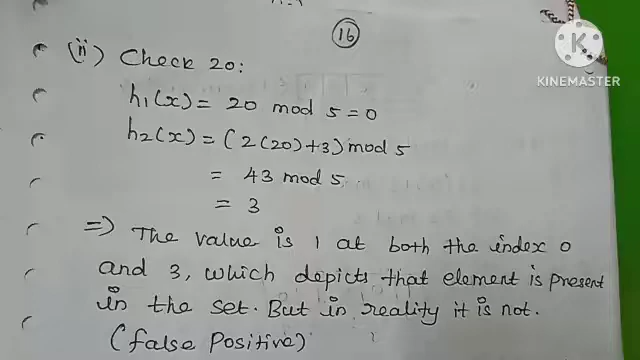 16
(ii) Check 20:
h₁(x) = 20 mod 5 = 0
h₂(x) = (2(20)+3) mod 5
= 43 mod 5
= 3
⇒ The value is 1 at both the index 0
and 3, which depicts that element is present
in the set. But in reality it is not.
(false Positive)
K
KINEMASTER